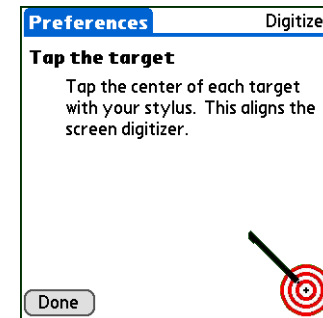 Preferences
Digitize
Tap the target
Tap the center of each target
with your stylus. This aligns the
screen digitizer.
Done